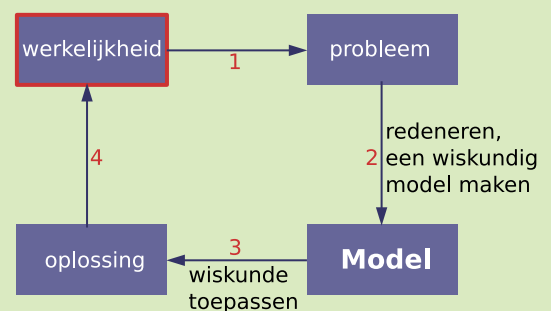 werkelijkheid
1
probleem
redeneren,
2 een wiskundig
model maken
4
3
oplossing
Model
wiskunde
toepassen